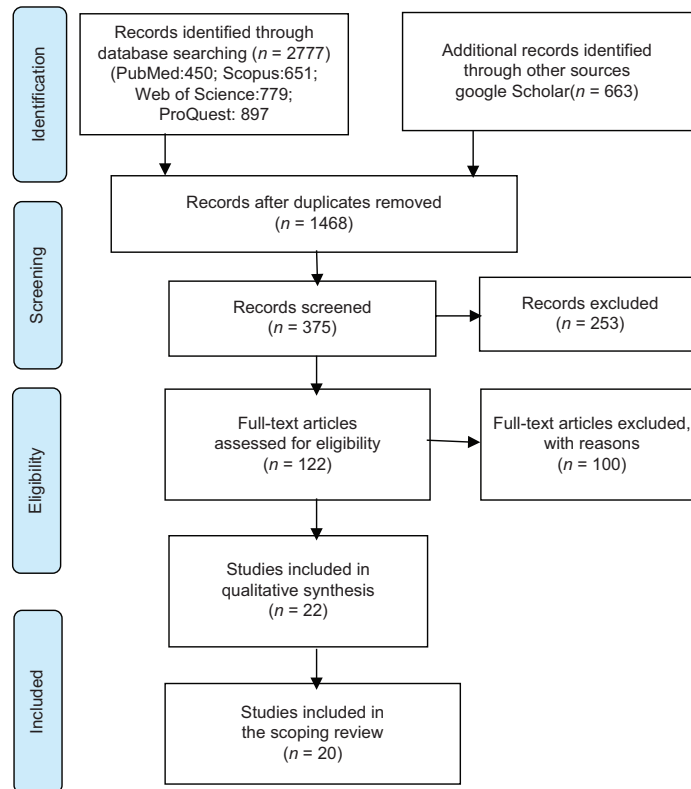 Identification
Records identified through
database searching (n = 2777)
(PubMed:450; Scopus:651;
Web of Science:779;
ProQuest: 897
Additional records identified
through other sources
google Scholar(n = 663)
Records after duplicates removed
(n = 1468)
Screening
Records screened
(n = 375)
Records excluded
(n = 253)
Eligibility
Full-text articles
assessed for eligibility
(n = 122)
Full-text articles excluded,
with reasons
(n = 100)
Studies included in
qualitative synthesis
(n = 22)
Included
Studies included in
the scoping review
(n = 20)